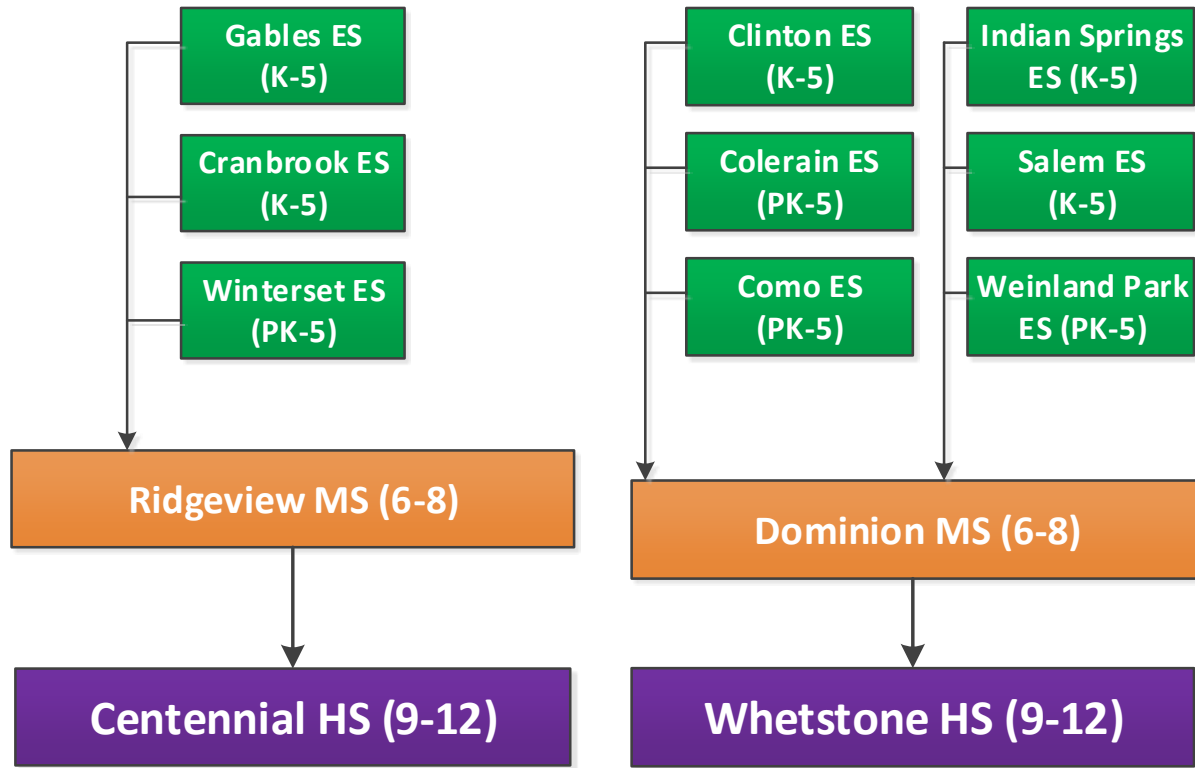 Gables ES
(K-5)
Cranbrook ES
(K-5)
Winterset ES
(PK-5)
Ridgeview MS (6-8)
Centennial HS (9-12)
Clinton ES
(K-5)
Colerain ES
(PK-5)
Como ES
(PK-5)
Indian Springs
ES (K-5)
Salem ES
(K-5)
Weinland Park
ES (PK-5)
Dominion MS (6-8)
Whetstone HS (9-12)